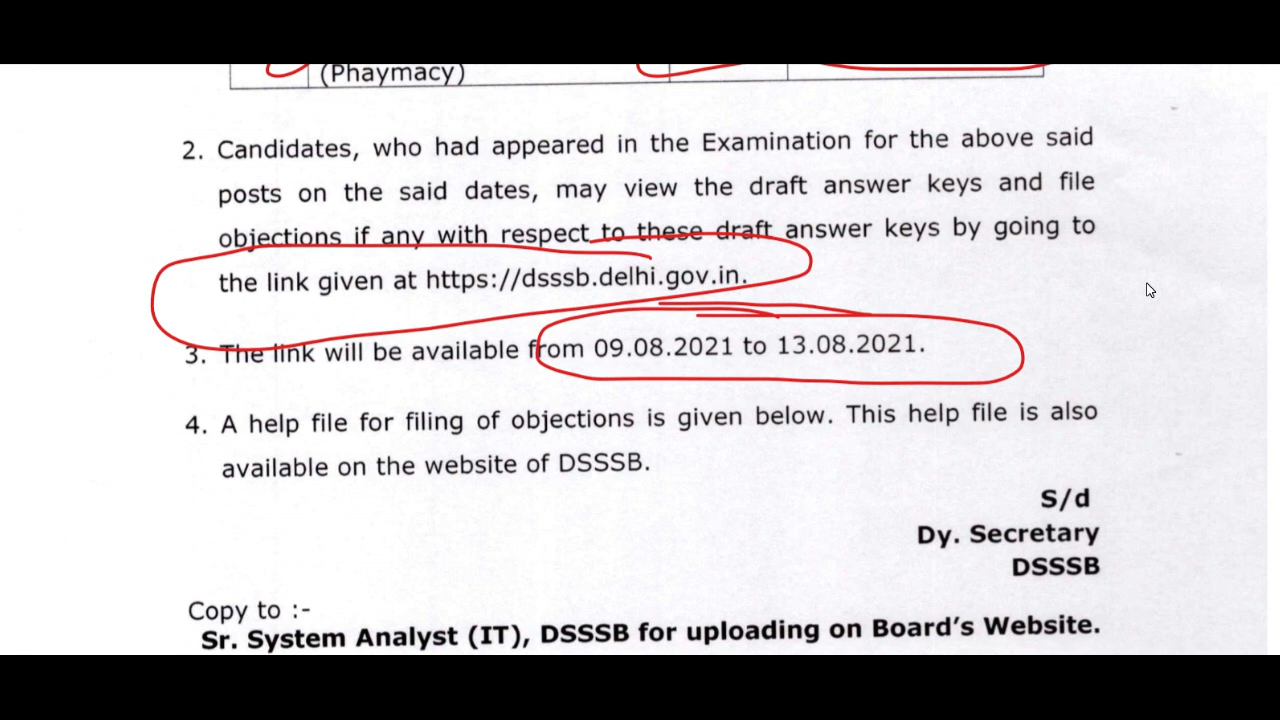 (Phaymacy)
2. Candidates, who had appeared in the Examination for the above said
posts on the said dates, may view the draft answer keys and file
objections if any with respect to these draft answer keys by going to
the link given at https://dsssb.delhi.gov.in.
3. The link will be available from 09.08.2021 to 13.08.2021.
4. A help file for filing of objections is given below. This help file is also
available on the website of DSSSB.
S/d
Dy. Secretary
DSSSB
Copy to :-
Sr. System Analyst (IT), DSSSB for uploading on Board's Website.